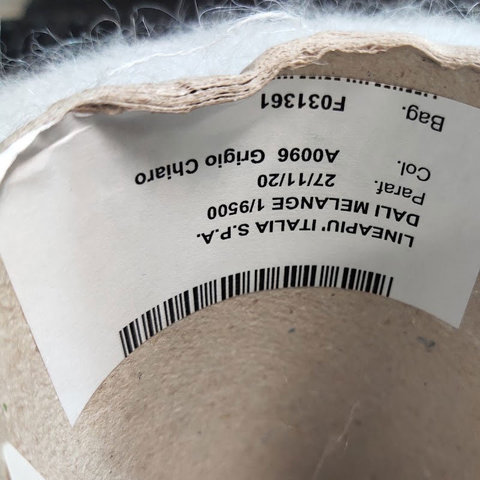 LINEAPIU' ITALIA S.P.A.
DALI MELANGE 1/9500
Paraf. 27/11/20
Col. A0096 Grigio Chiaro
Bag. F031361